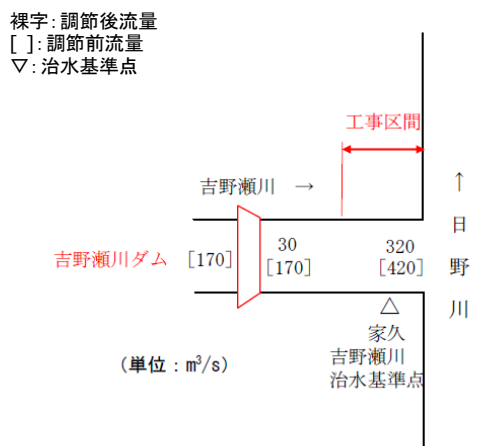 裸字:調節後流量
[ ]:調節前流量
▽:治水基準点
工事区間
吉野瀬川 →
↑
日野川
吉野瀬川ダム
[170]
30
[170]
320
[420]
△
家久
吉野瀬川
治水基準点
(単位:m³/s)